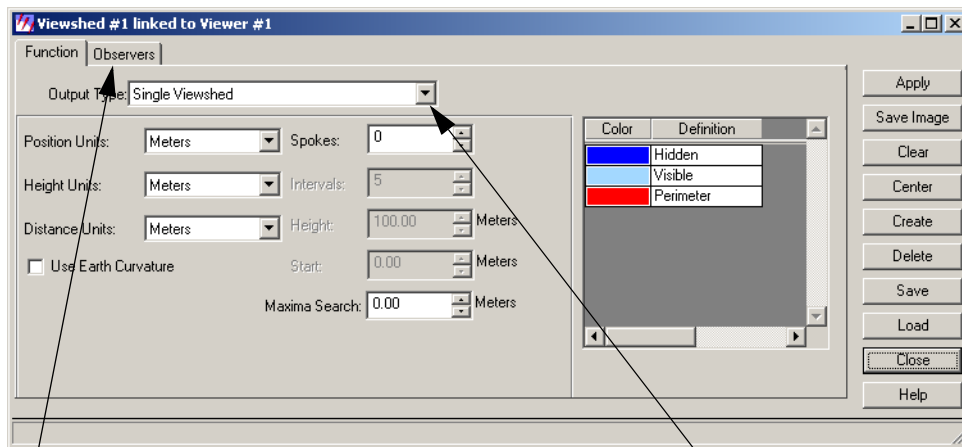 Viewshed #1 linked to Viewer #1
Function Observers
Output Type: Single Viewshed
Position Units: Meters Spokes: 0
Height Units: Meters Intervals: 5
Distance Units: Meters Height: 100.00 Meters
Use Earth Curvature Start: 0.00 Meters
Maxima Search: 0.00 Meters
Color Definition
Hidden
Visible
Perimeter
Apply
Save Image
Clear
Center
Create
Delete
Save
Load
Close
Help